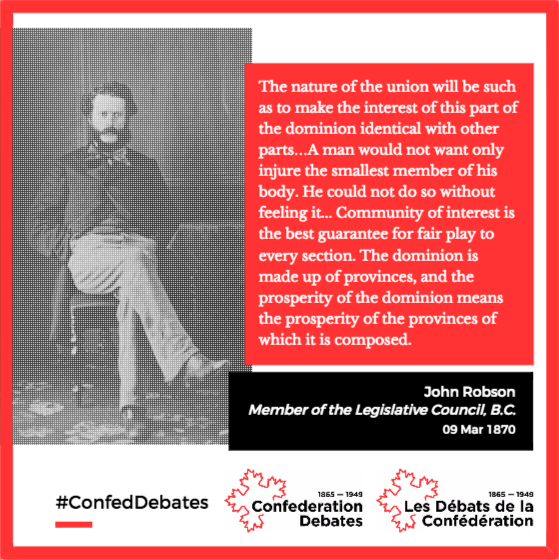 The nature of the union will be such
as to make the interest of this part of
the dominion identical with other
parts...A man would not want only
injure the smallest member of his
body. He could not do so without
feeling it... Community of interest is
the best guarantee for fair play to
every section. The dominion is
made up of provinces, and the
prosperity of the dominion means
the prosperity of the provinces of
which it is composed.
John Robson
Member of the Legislative Council, B.C.
09 Mar 1870
#ConfedDebates
1865 — 1949
Confederation
Debates
1865 — 1949
Les Débats de la
Confédération